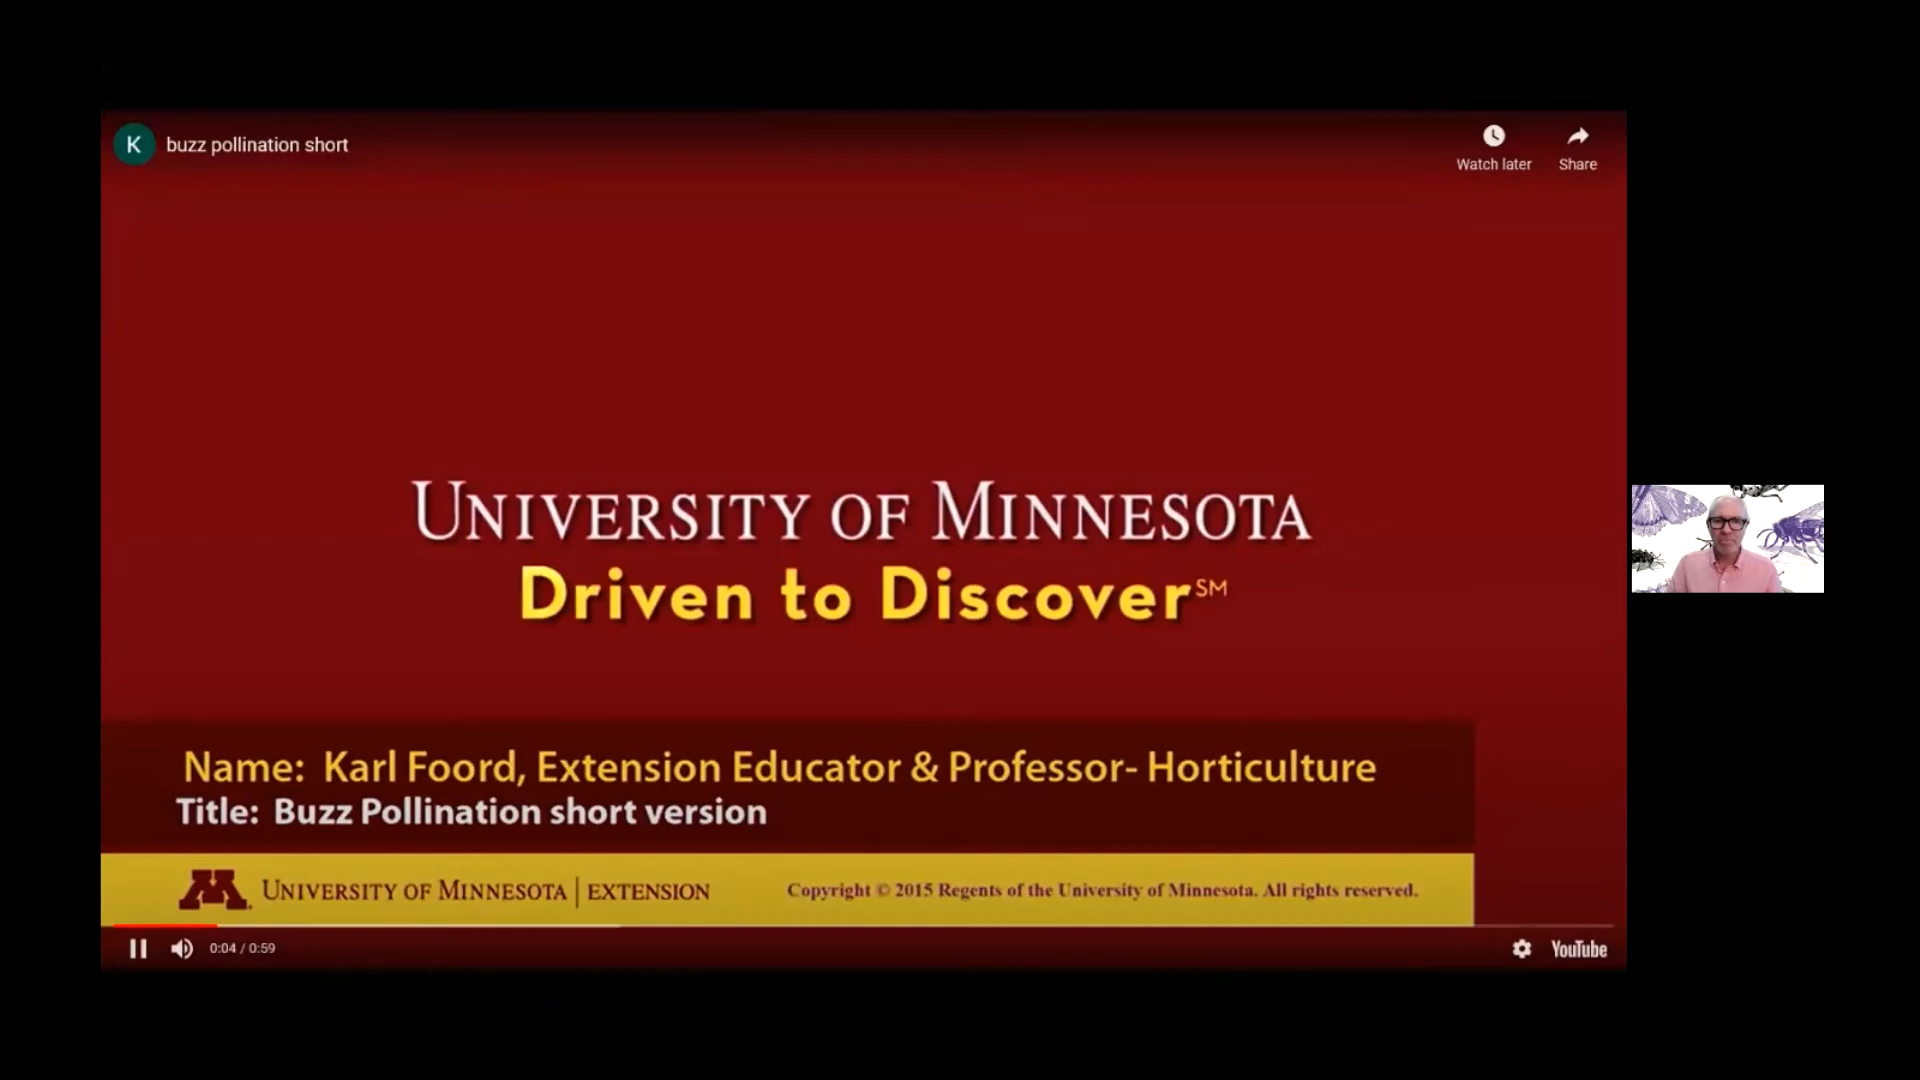 K
buzz pollination short
Watch later
Share
UNIVERSITY OF MINNESOTA
Driven to Discover℠
Name: Karl Foord, Extension Educator & Professor- Horticulture
Title: Buzz Pollination short version
M UNIVERSITY OF MINNESOTA | EXTENSION
Copyright © 2015 Regents of the University of Minnesota. All rights reserved.
0:04 / 0:59
YouTube